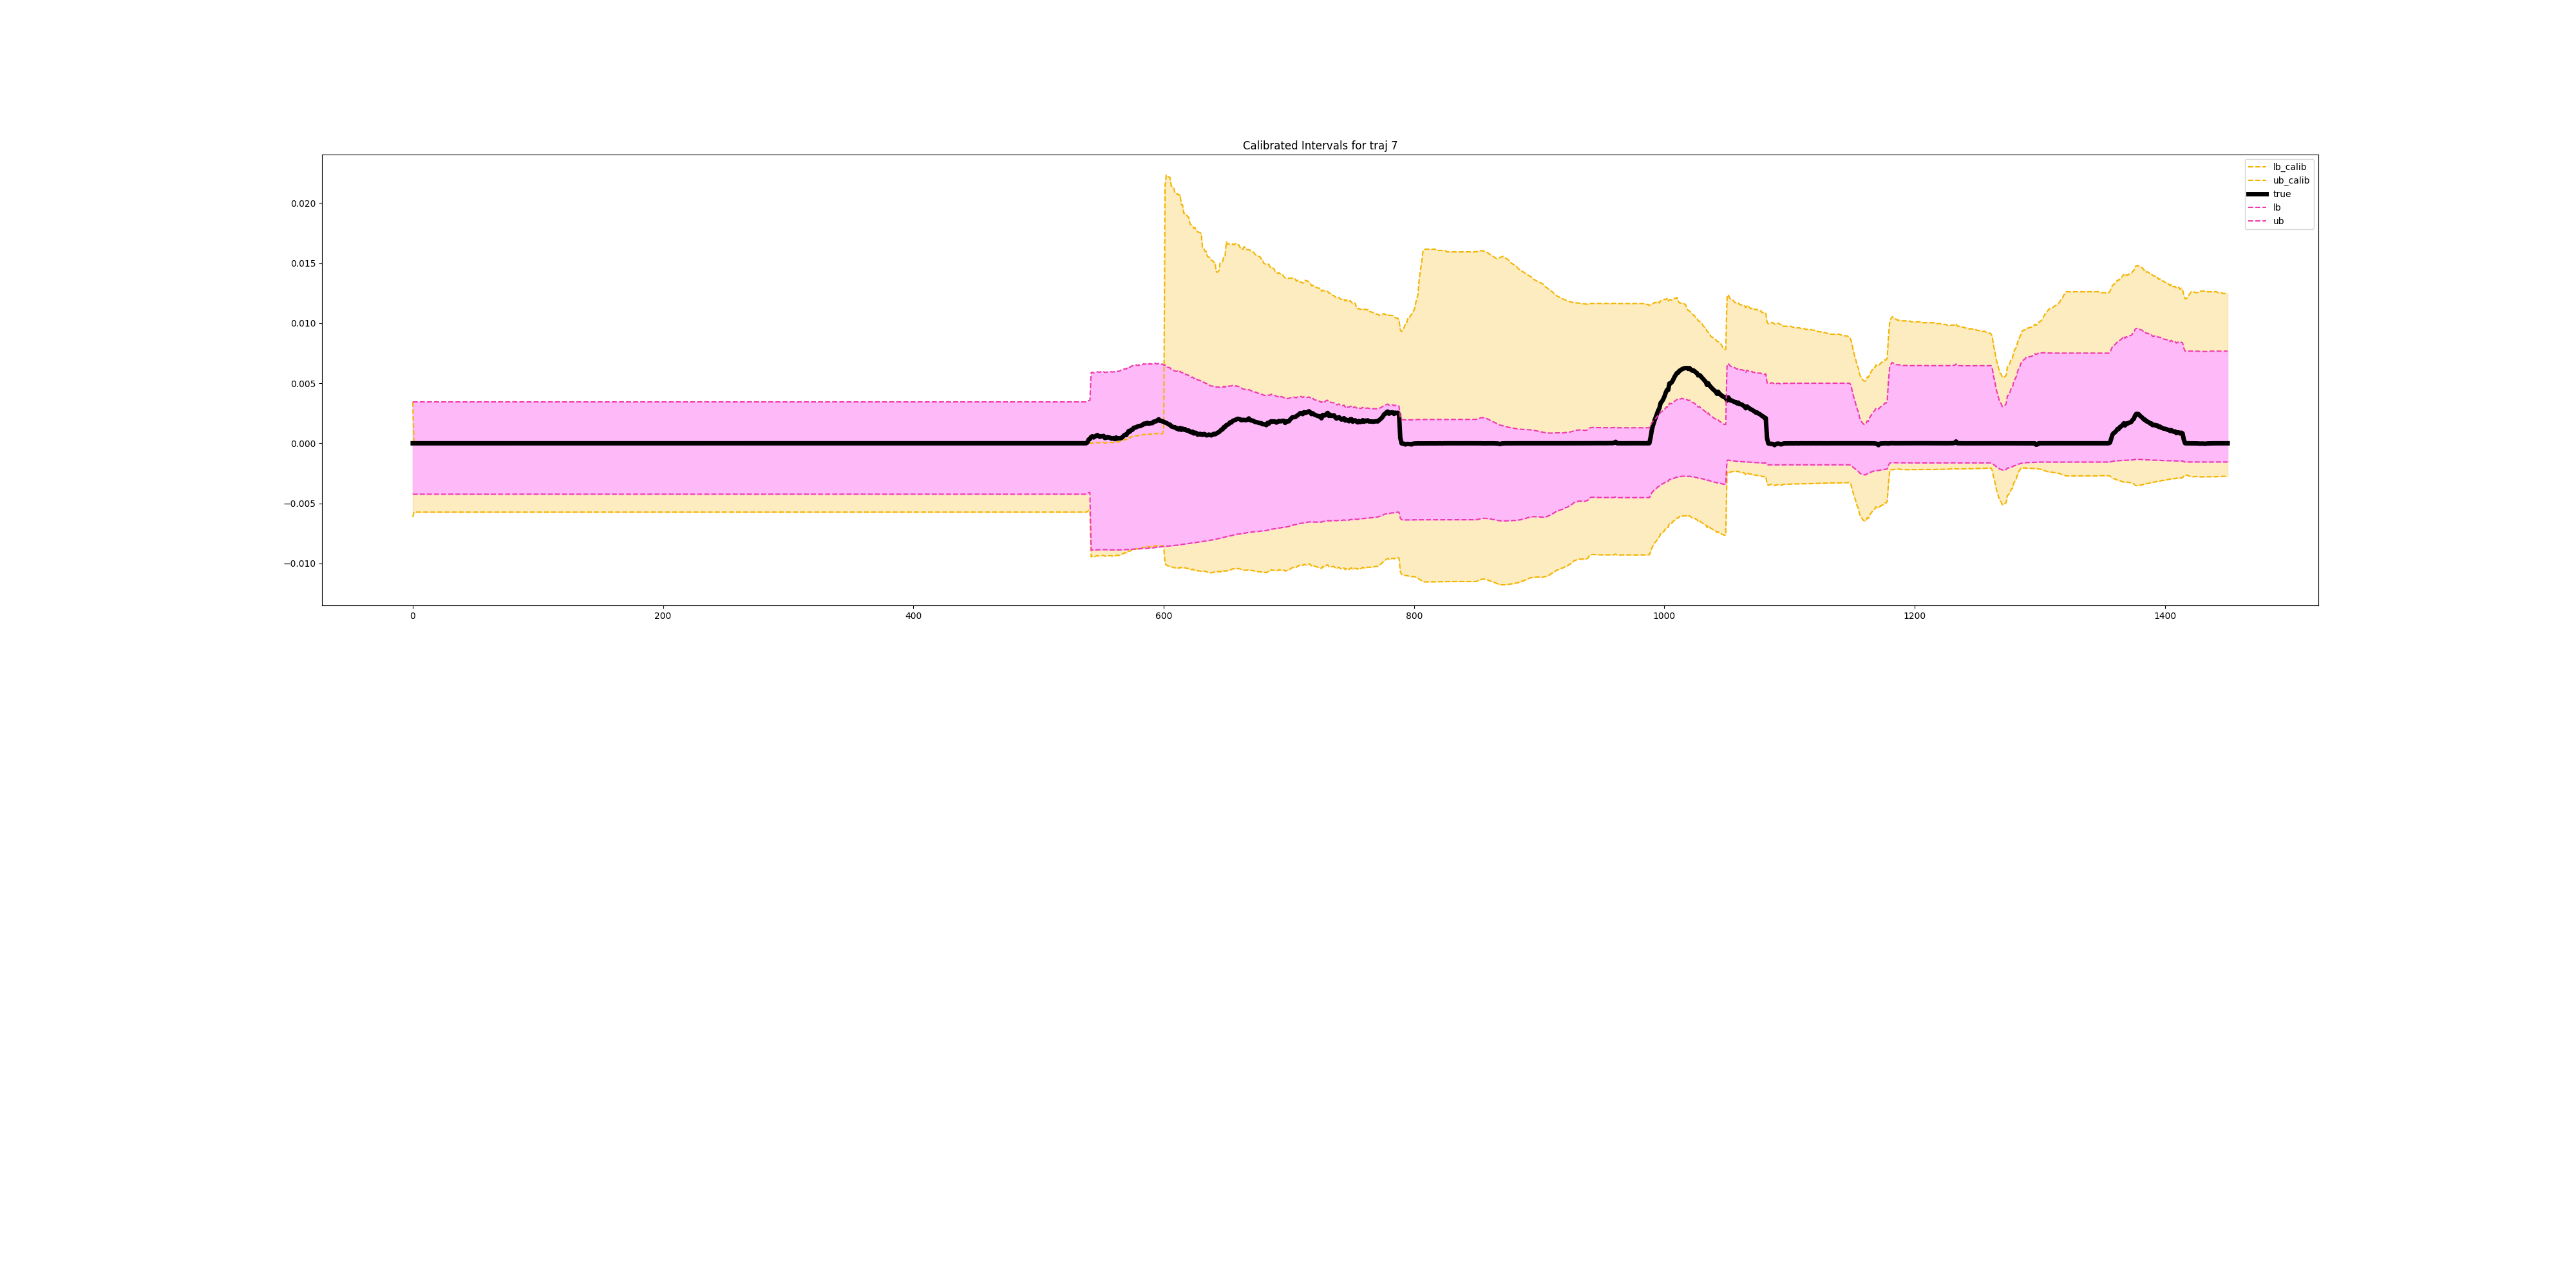 Calibrated Intervals for traj 7
lb_calib
ub_calib
true
lb
ub
0.020
0.015
0.010
0.005
0.000
−0.005
−0.010
0 200 400 600 800 1000 1200 1400